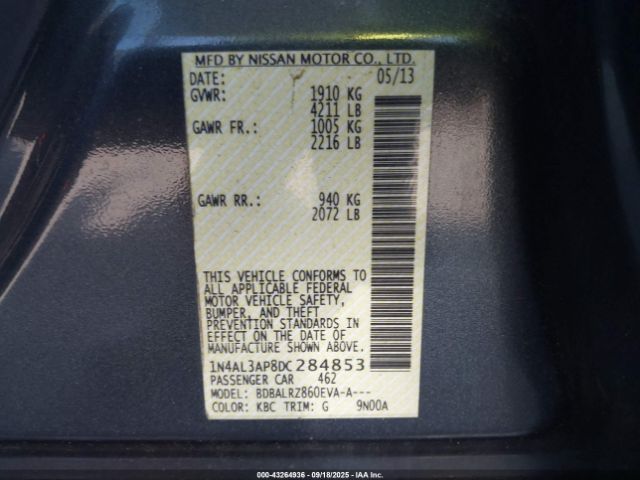 MFD BY NISSAN MOTOR CO., LTD.
DATE: 05/13
GVWR: 1910 KG
4211 LB
GAWR FR.: 1005 KG
2216 LB
GAWR RR.: 940 KG
2072 LB
THIS VEHICLE CONFORMS TO
ALL APPLICABLE FEDERAL
MOTOR VEHICLE SAFETY,
BUMPER, AND THEFT
PREVENTION STANDARDS IN
EFFECT ON THE DATE OF
MANUFACTURE SHOWN ABOVE.
1N4AL3AP8DC284853
PASSENGER CAR 462
MODEL: BDBALRZ860EVA-A---
COLOR: KBC TRIM: G 9N00A
000-43264936 - 09/18/2025 - IAA Inc.